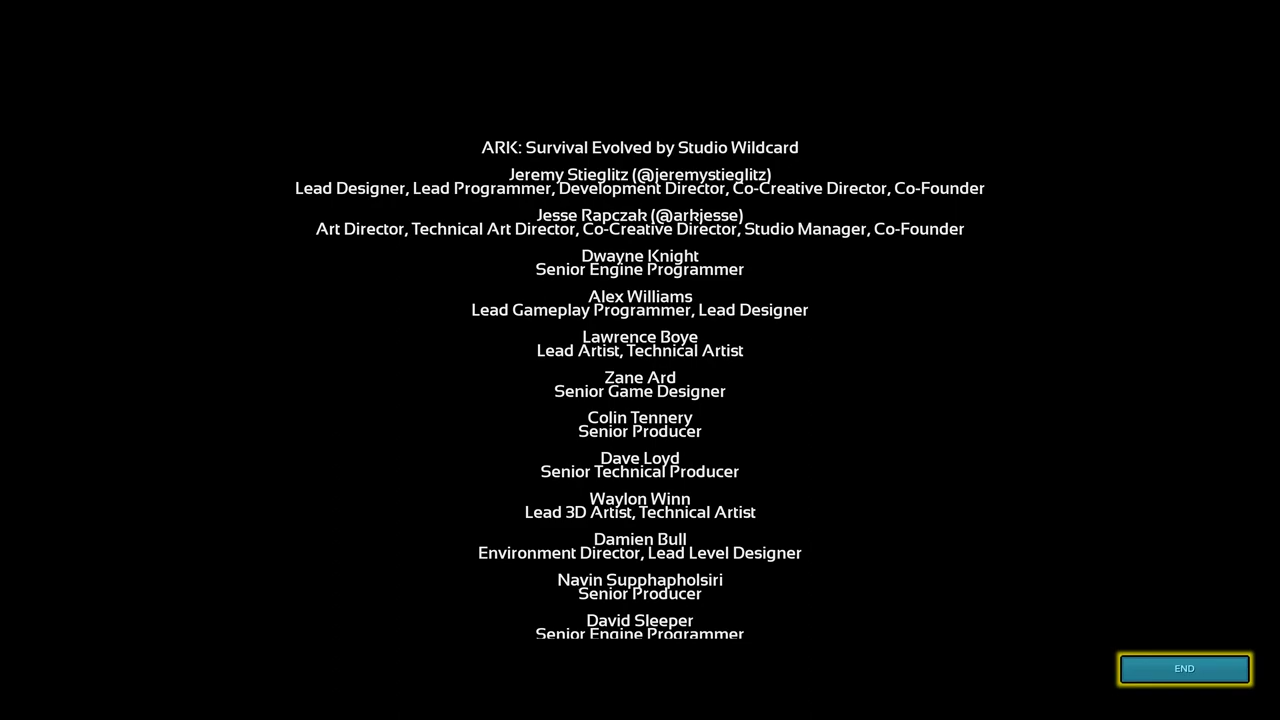 ARK: Survival Evolved by Studio Wildcard
Jeremy Stieglitz (@jeremystieglitz)
Lead Designer, Lead Programmer, Development Director, Co-Creative Director, Co-Founder
Jesse Rapczak (@arkjesse)
Art Director, Technical Art Director, Co-Creative Director, Studio Manager, Co-Founder
Dwayne Knight
Senior Engine Programmer
Alex Williams
Lead Gameplay Programmer, Lead Designer
Lawrence Boye
Lead Artist, Technical Artist
Zane Ard
Senior Game Designer
Colin Tennery
Senior Producer
Dave Loyd
Senior Technical Producer
Waylon Winn
Lead 3D Artist, Technical Artist
Damien Bull
Environment Director, Lead Level Designer
Navin Supphapholsiri
Senior Producer
David Sleeper
Senior Engine Programmer
END